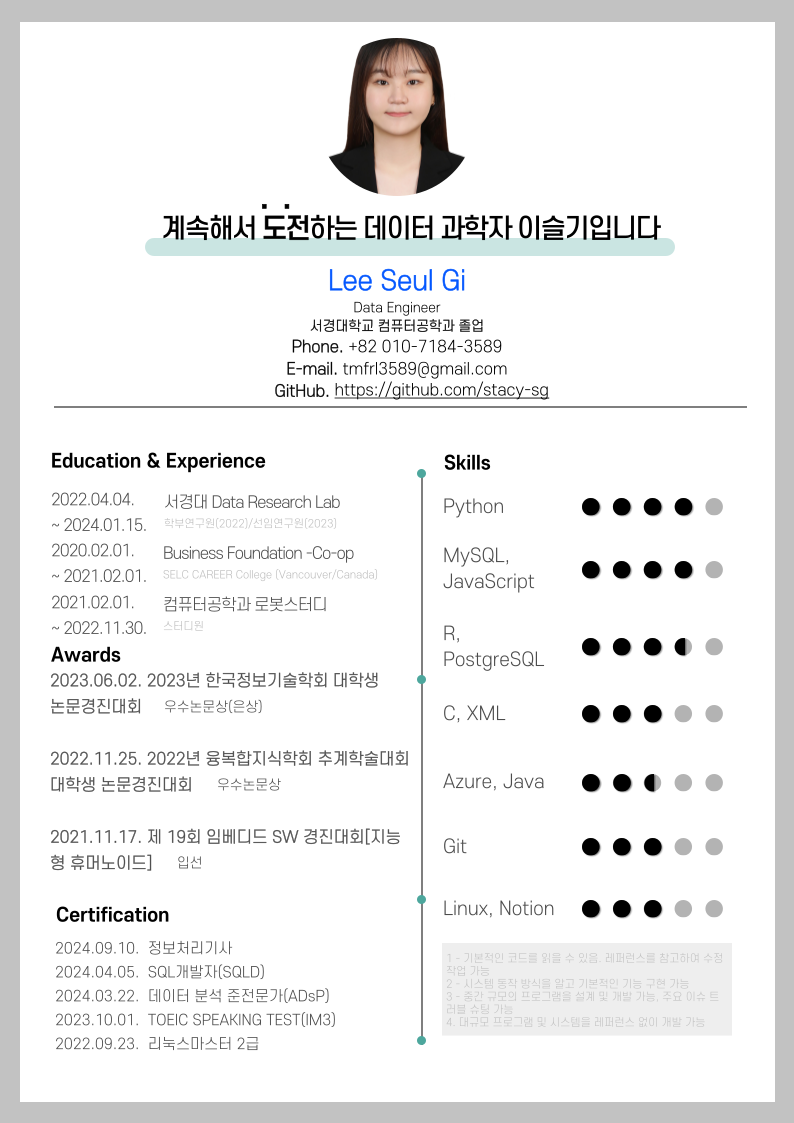 계속해서 도전하는 데이터 과학자 이슬기입니다
Lee Seul Gi
Data Engineer
서경대학교 컴퓨터공학과 졸업
Phone. +82 010-7184-3589
E-mail. tmfrl3589@gmail.com
GitHub. https://github.com/stacy-sg
Education & Experience
2022.04.04. 서경대 Data Research Lab
~ 2024.01.15. 학부연구원(2022)/선임연구원(2023)
2020.02.01. Business Foundation -Co-op
~ 2021.02.01. SELC CAREER College (Vancouver/Canada)
2021.02.01. 컴퓨터공학과 로봇스터디
~ 2022.11.30. 스터디원
Awards
2023.06.02. 2023년 한국정보기술학회 대학생
논문경진대회 우수논문상(은상)
2022.11.25. 2022년 융복합지식학회 추계학술대회
대학생 논문경진대회 우수논문상
2021.11.17. 제 19회 임베디드 SW 경진대회[지능
형 휴머노이드] 입선
Certification
2024.09.10. 정보처리기사
2024.04.05. SQL개발자(SQLD)
2024.03.22. 데이터 분석 준전문가(ADsP)
2023.10.01. TOEIC SPEAKING TEST(IM3)
2022.09.23. 리눅스마스터 2급
Skills
Python
MySQL,
JavaScript
R,
PostgreSQL
C, XML
Azure, Java
Git
Linux, Notion
1 - 기본적인 코드를 읽을 수 있음. 레퍼런스를 참고하여 수정
작업 가능
2 - 시스템 동작 방식을 알고 기본적인 기능 구현 가능
3 - 중간 규모의 프로그램을 설계 및 개발 가능, 주요 이슈 트
러블 슈팅 가능
4. 대규모 프로그램 및 시스템을 레퍼런스 없이 개발 가능